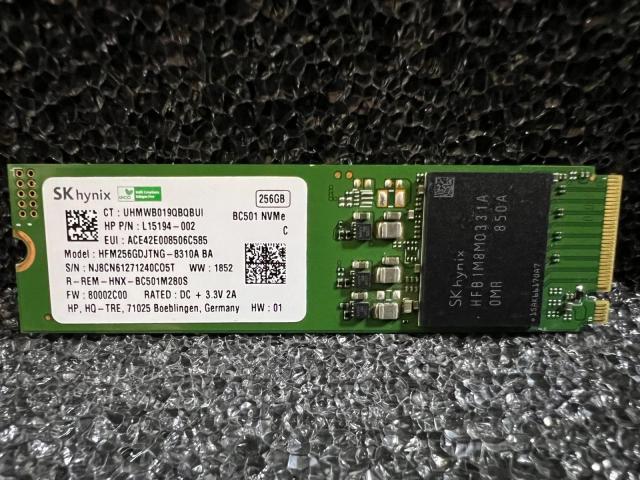 SK hynix
256GB
CT : UHMWB019QBQBUI
BC501 NVMe
HP P/N : L15194-002
C
EUI : ACE42E008506C585
Model : HFM256GDJTNG-8310A BA
S/N : NJ8CN61271240CO5T WW : 1852
R-REM-HNX-BC501M280S
FW : 80002C00 RATED : DC + 3.3V 2A
HP, HQ-TRE, 71025 Boeblingen, Germany HW : 01
SK hynix
HFB1M8MO331A
0MR 850A